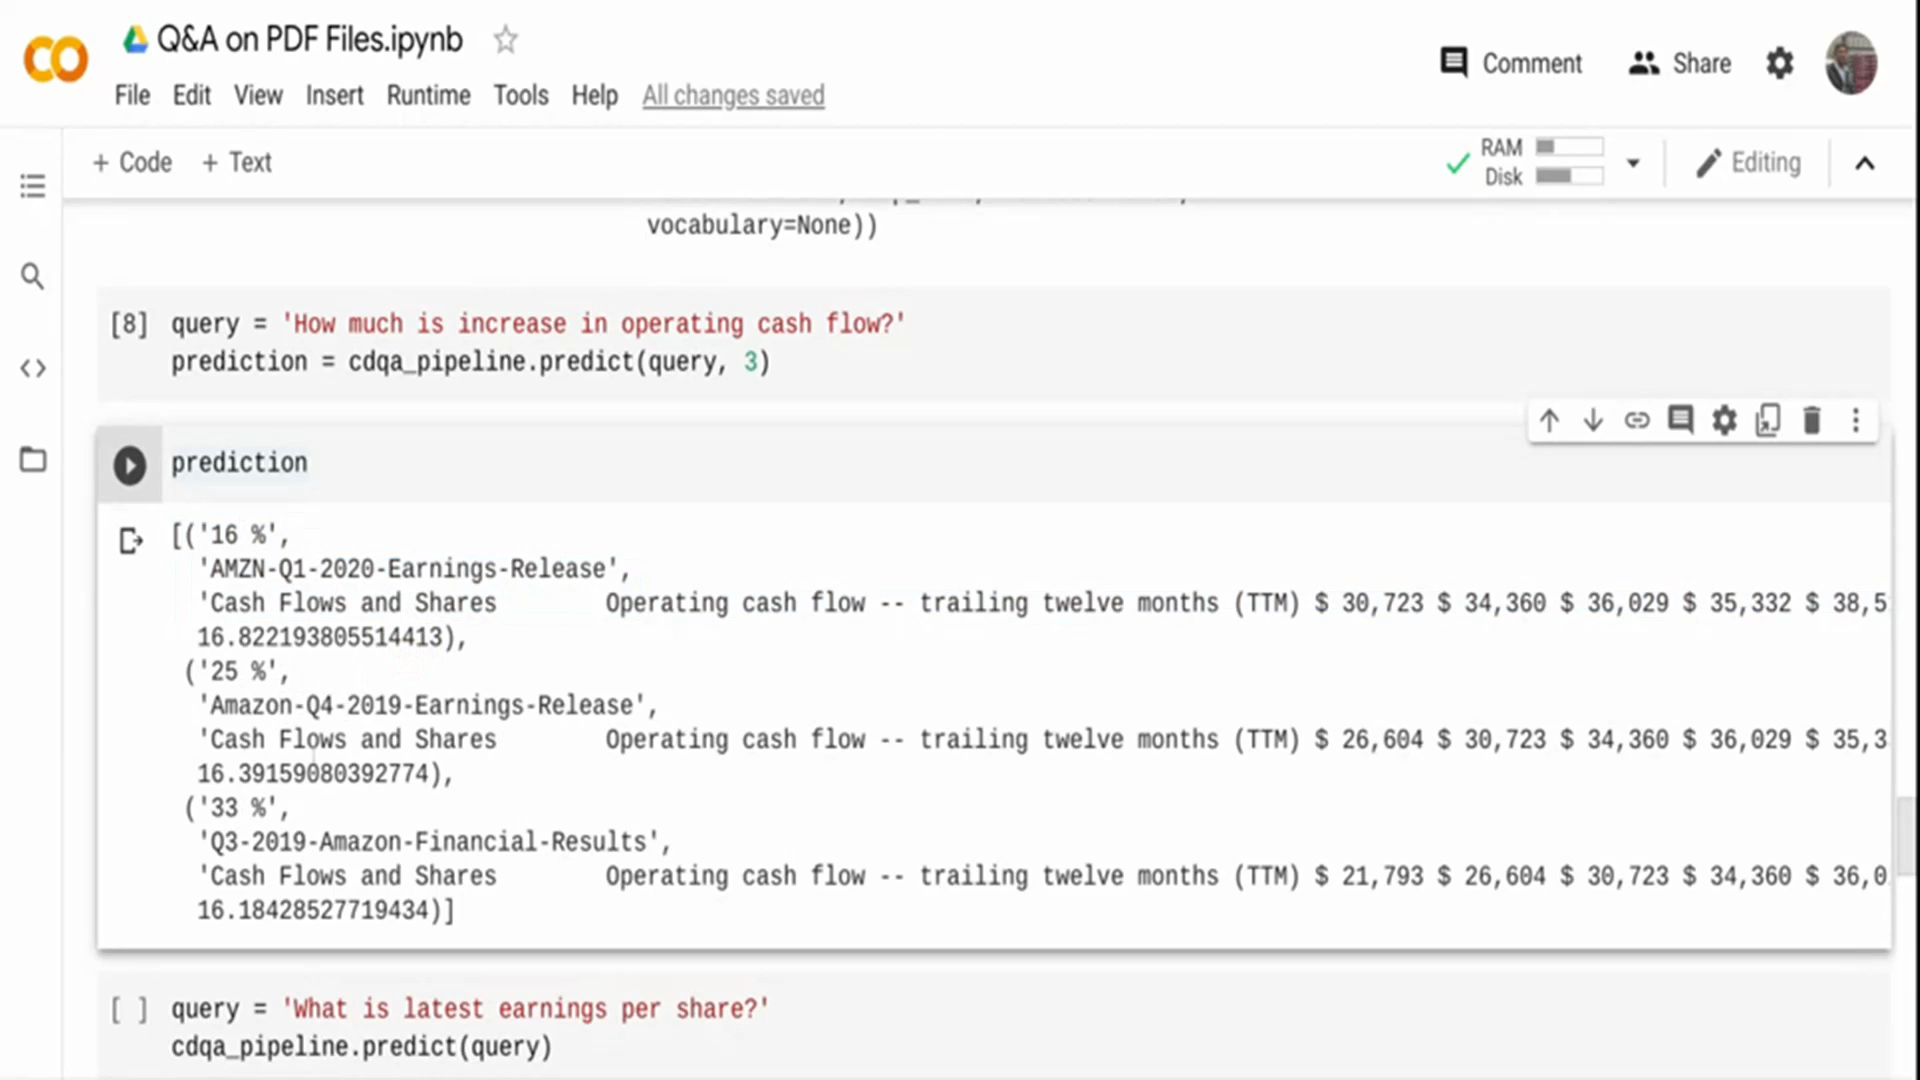 Q&A on PDF Files.ipynb
Comment
Share
File Edit View Insert Runtime Tools Help All changes saved
+ Code + Text
RAM
Disk
Editing
vocabulary=None))
[8] query = 'How much is increase in operating cash flow?'
prediction = cdqa_pipeline.predict(query, 3)
prediction
[('16 %',
'AMZN-Q1-2020-Earnings-Release',
'Cash Flows and Shares Operating cash flow -- trailing twelve months (TTM) $ 30,723 $ 34,360 $ 36,029 $ 35,332 $ 38,5
16.822193805514413),
('25 %',
'Amazon-Q4-2019-Earnings-Release',
'Cash Flows and Shares Operating cash flow -- trailing twelve months (TTM) $ 26,604 $ 30,723 $ 34,360 $ 36,029 $ 35,3
16.39159080392774),
('33 %',
'Q3-2019-Amazon-Financial-Results',
'Cash Flows and Shares Operating cash flow -- trailing twelve months (TTM) $ 21,793 $ 26,604 $ 30,723 $ 34,360 $ 36,0
16.18428527719434)]
[ ] query = 'What is latest earnings per share?'
cdqa_pipeline.predict(query)